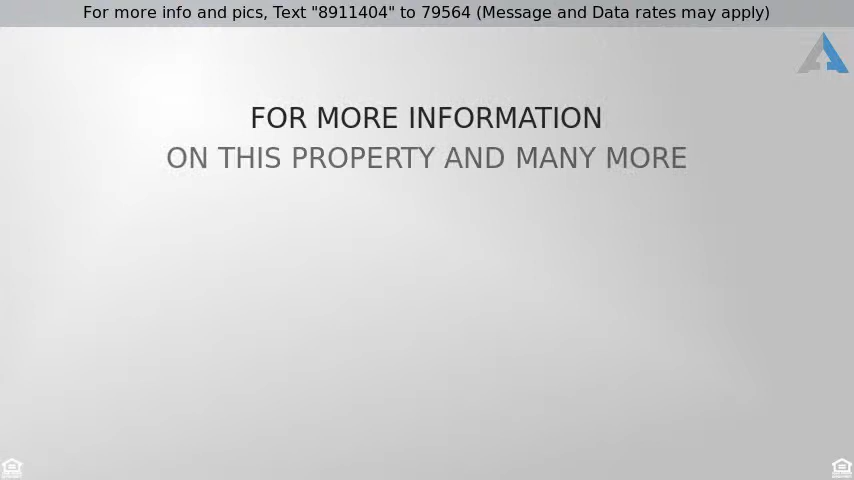 For more info and pics, Text "8911404" to 79564 (Message and Data rates may apply)
FOR MORE INFORMATION
ON THIS PROPERTY AND MANY MORE